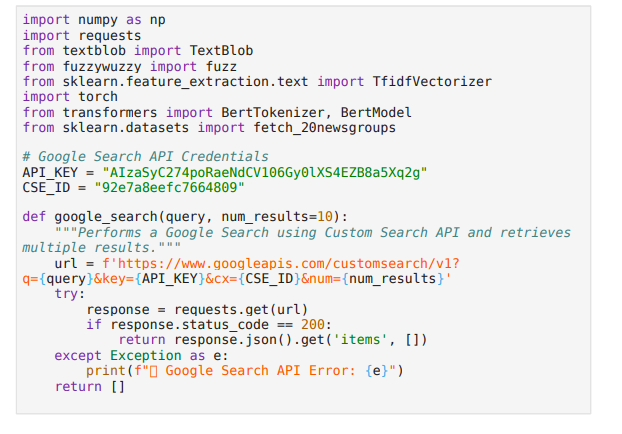 import numpy as np
import requests
from textblob import TextBlob
from fuzzywuzzy import fuzz
from sklearn.feature_extraction.text import TfidfVectorizer
import torch
from transformers import BertTokenizer, BertModel
from sklearn.datasets import fetch_20newsgroups

# Google Search API Credentials
API_KEY = "AIzaSyC274poRaeNdCV106Gy0lXS4EZB8a5Xq2g"
CSE_ID = "92e7a8eefc7664809"

def google_search(query, num_results=10):
    """Performs a Google Search using Custom Search API and retrieves
multiple results."""
    url = f'https://www.googleapis.com/customsearch/v1?
q={query}&key={API_KEY}&cx={CSE_ID}&num={num_results}'
    try:
        response = requests.get(url)
        if response.status_code == 200:
            return response.json().get('items', [])
    except Exception as e:
        print(f"▯ Google Search API Error: {e}")
    return []